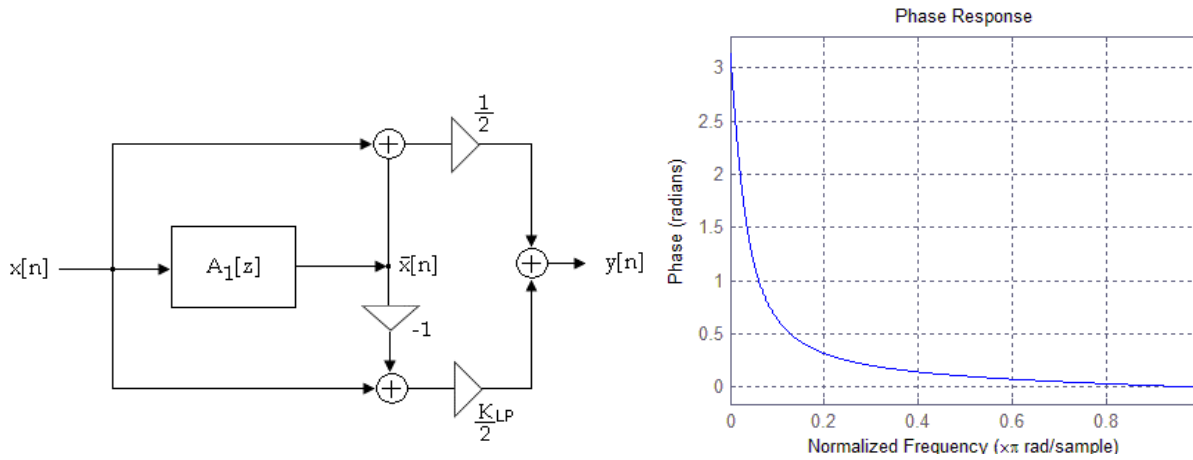 1
2
x[n]
A1[z]
x̄[n]
y[n]
-1
K LP
2
Phase Response
Phase (radians)
3
2.5
2
1.5
1
0.5
0
0
0.2
0.4
0.6
0.8
Normalized Frequency (×π rad/sample)